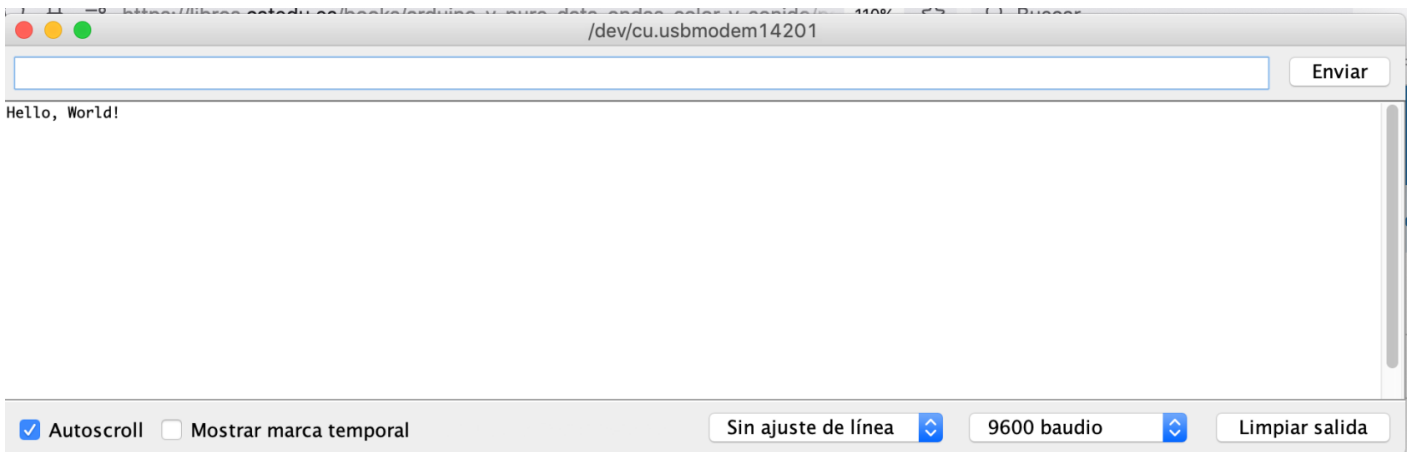 /dev/cu.usbmodem14201
Enviar
Hello, World!
Autoscroll Mostrar marca temporal Sin ajuste de línea 9600 baudio Limpiar salida